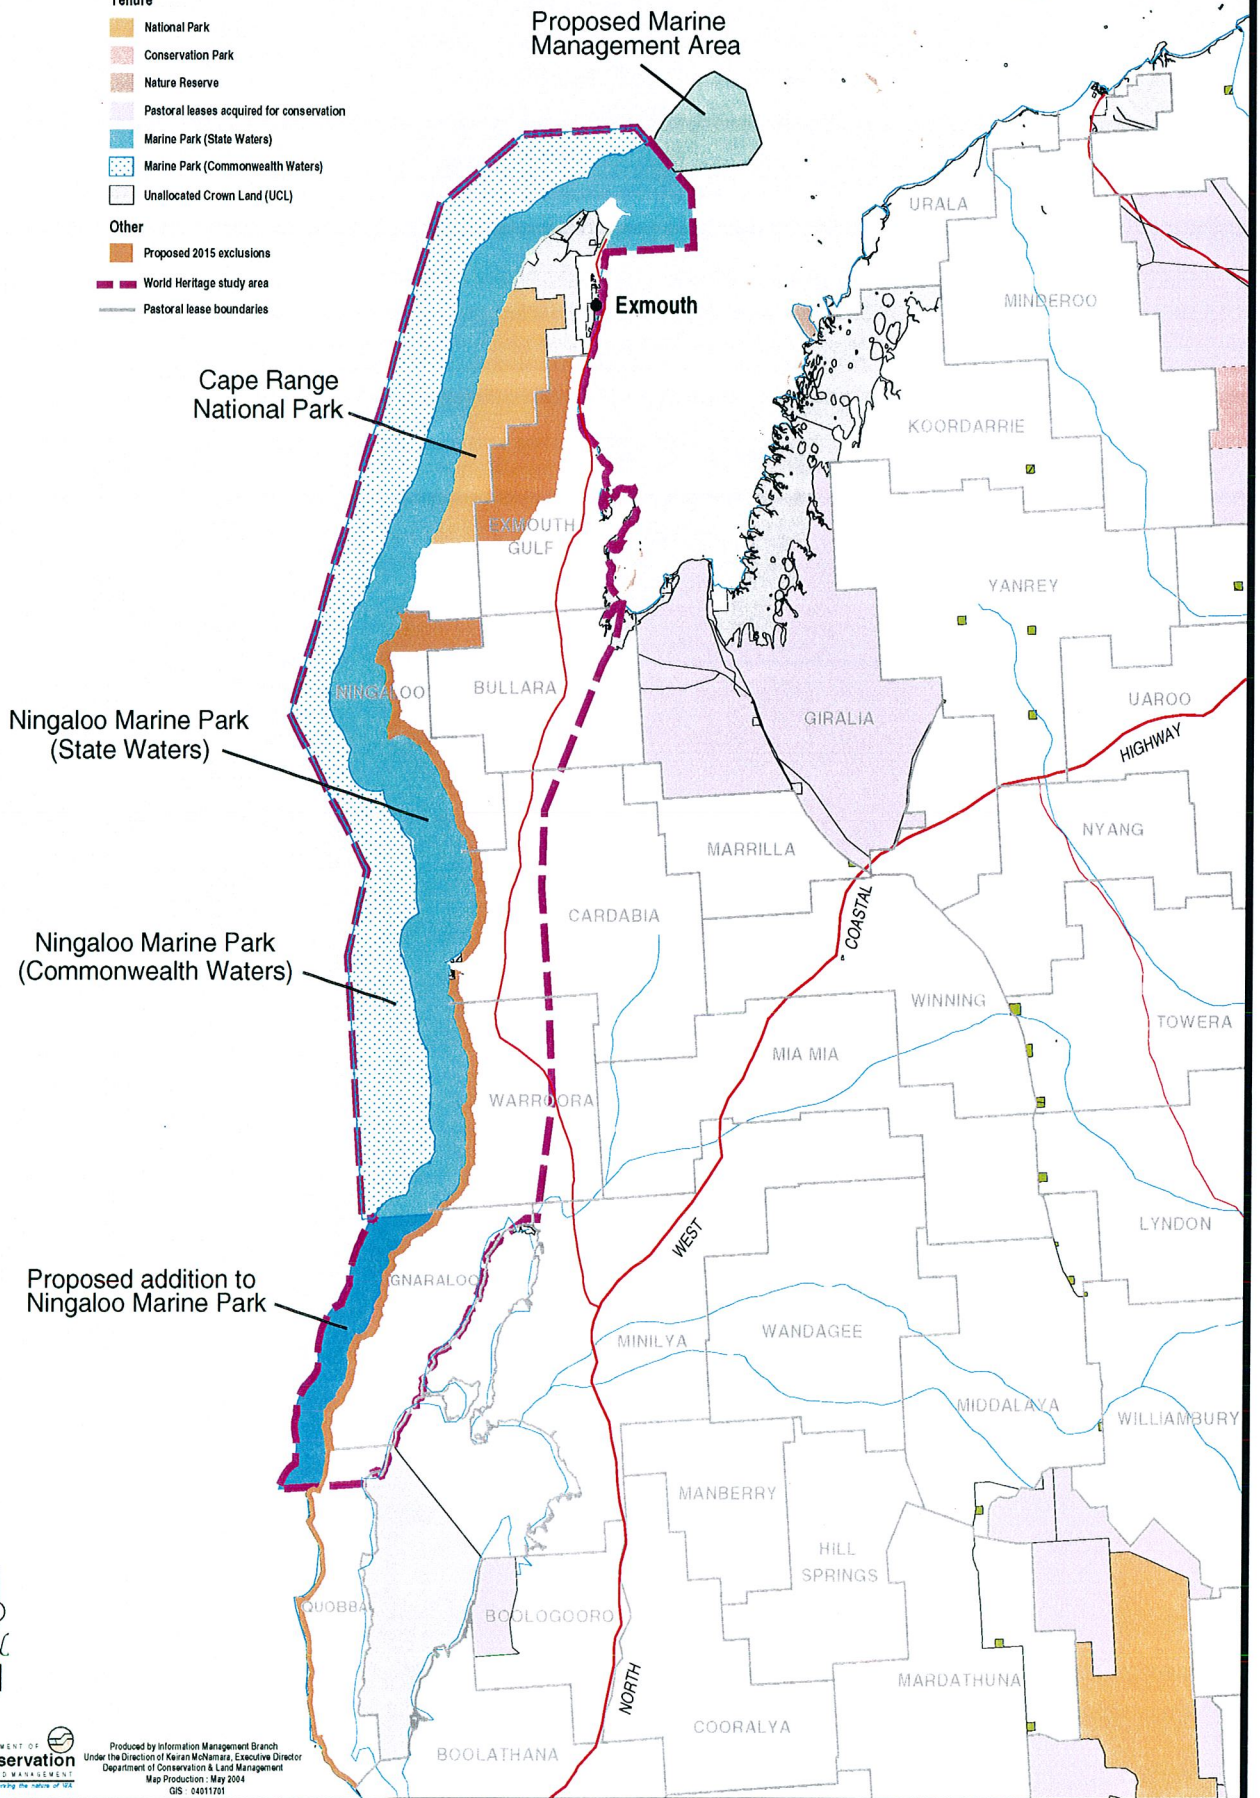 Tenure
National Park
Conservation Park
Nature Reserve
Pastoral leases acquired for conservation
Marine Park (State Waters)
Marine Park (Commonwealth Waters)
Unallocated Crown Land (UCL)
Other
Proposed 2015 exclusions
World Heritage study area
Pastoral lease boundaries
Proposed Marine
Management Area
Exmouth
Cape Range
National Park
Ningaloo Marine Park
(State Waters)
Ningaloo Marine Park
(Commonwealth Waters)
Proposed addition to
Ningaloo Marine Park
URALA
MINDEROO
KOORDARRIE
EXMOUTH
GULF
YANREY
NINGALOO
BULLARA
GIRALIA
UAROO
HIGHWAY
NYANG
MARRILLA
CARDABIA
COASTAL
WINNING
TOWERA
MIA MIA
WARROORA
LYNDON
WEST
GNARALOO
MINILYA
WANDAGEE
MIDDALAYA
WILLIAMBURY
MANBERRY
HILL
SPRINGS
QUOBBA
BOOLOGOORO
MARDATHUNA
NORTH
COORALYA
BOOLATHANA
Produced by Information Management Branch
Under the Direction of Keiran McNamara, Executive Director
Department of Conservation & Land Management
Map Production : May 2004
GIS : 04011701